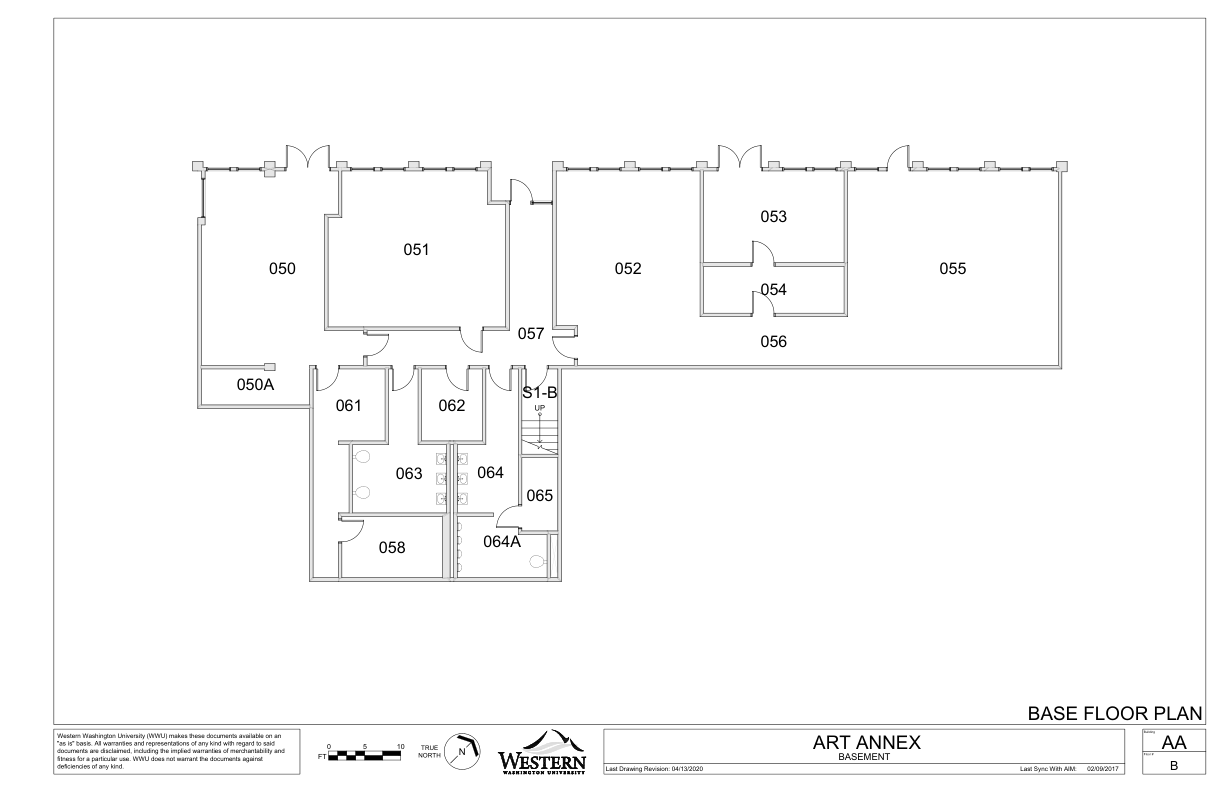 053
051
050
052
055
054
057
056
050A
S1-B
UP
061
062
063
064
065
064A
058
BASE FLOOR PLAN
Western Washington University (WWU) makes these documents available on an
"as is" basis. All warranties and representations of any kind with regard to said
documents are disclaimed, including the implied warranties of merchantability and
fitness for a particular use. WWU does not warrant the documents against
deficiencies of any kind.
0 5 10
FT
TRUE
NORTH
N
WESTERN
WASHINGTON UNIVERSITY
ART ANNEX
BASEMENT
Last Drawing Revision: 04/13/2020
Last Sync With AIM: 02/09/2017
Building
AA
B